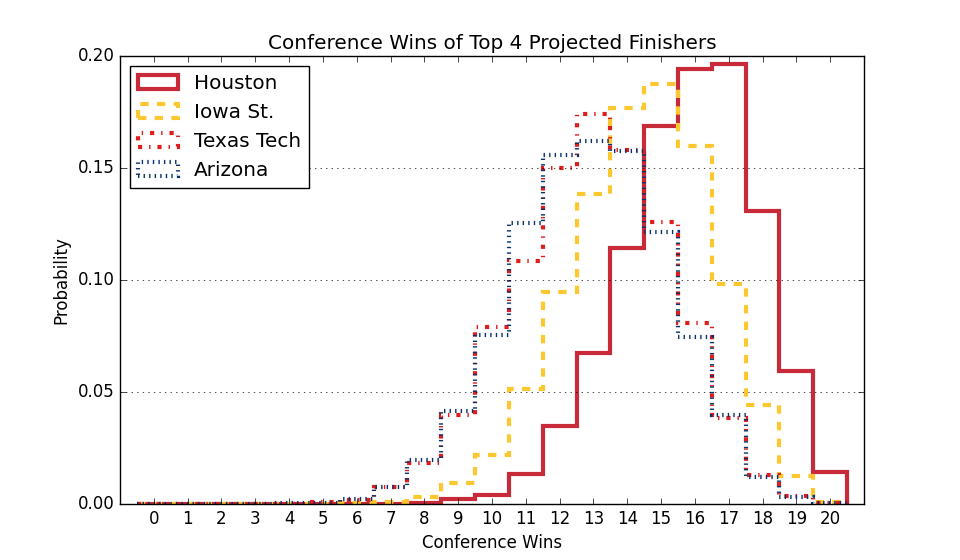 Conference Wins of Top 4 Projected Finishers
Houston
Iowa St.
Texas Tech
Arizona
0.20
0.15
0.10
0.05
0.00
Probability
0 1 2 3 4 5 6 7 8 9 10 11 12 13 14 15 16 17 18 19 20
Conference Wins